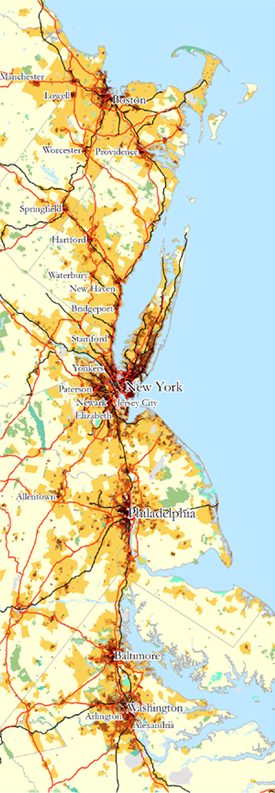 Manchester
Lowell
Boston
Worcester
Providence
Springfield
Hartford
Waterbury
New Haven
Bridgeport
Stamford
Yonkers
New York
Paterson
Newark
Jersey City
Elizabeth
Allentown
Philadelphia
Baltimore
Washington
Arlington
Alexandria